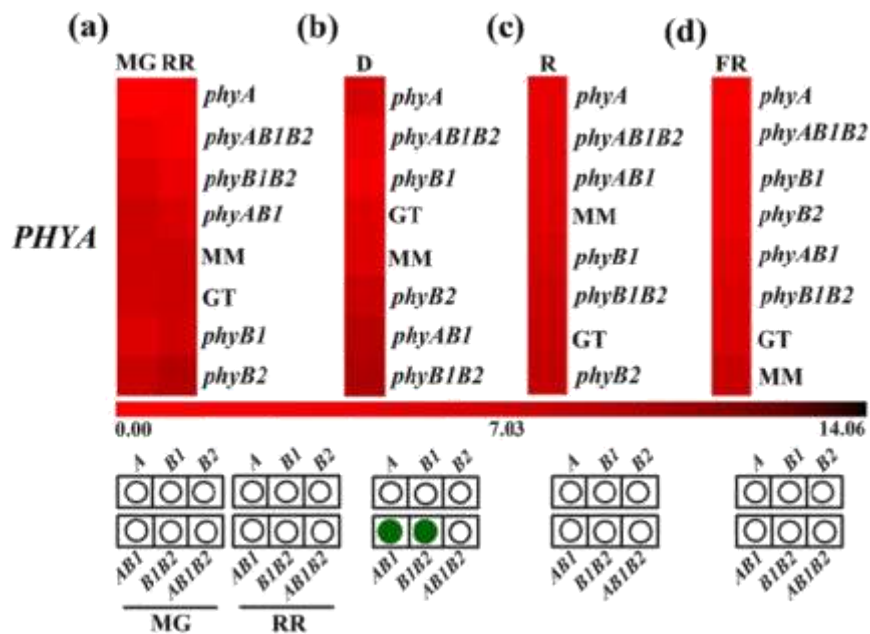 (a) (b) (c) (d)
MG RR D R FR
phyA phyA phyA phyA
phyAB1B2 phyAB1B2 phyAB1B2 phyAB1B2
phyB1B2 phyB1 phyAB1 phyB1
phyAB1 GT MM phyB2
PHYA
MM MM phyB1 phyAB1
GT phyB2 phyB1B2 phyB1B2
phyB1 phyAB1 GT GT
phyB2 phyB1B2 phyB2 MM
0.00 7.03 14.06
A B1 B2 A B1 B2 A B1 B2 A B1 B2 A B1 B2
AB1 B1B2 AB1B2 AB1 B1B2 AB1B2 AB1 B1B2 AB1B2 AB1 B1B2 AB1B2 AB1 B1B2 AB1B2
MG RR